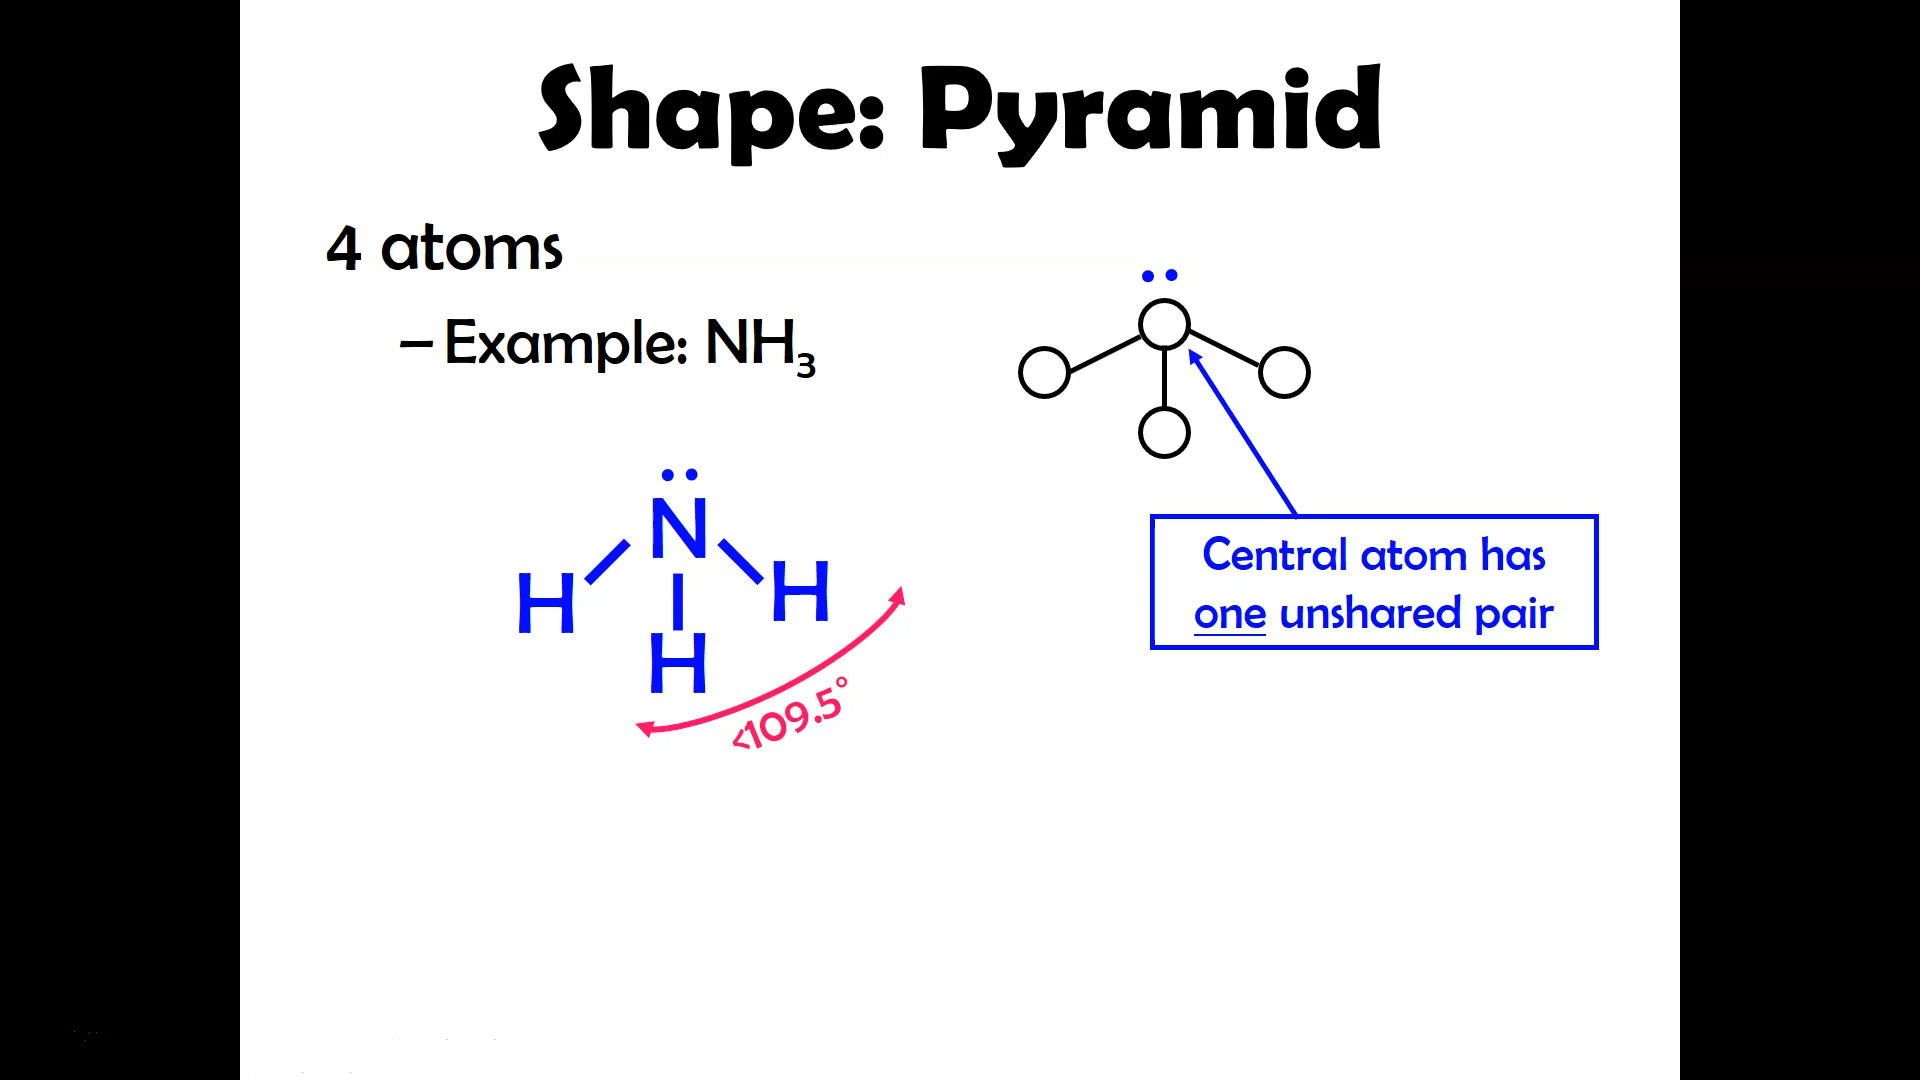 Shape: Pyramid
4 atoms
– Example: NH₃
N
H
H
H
<109.5°
Central atom has
one unshared pair